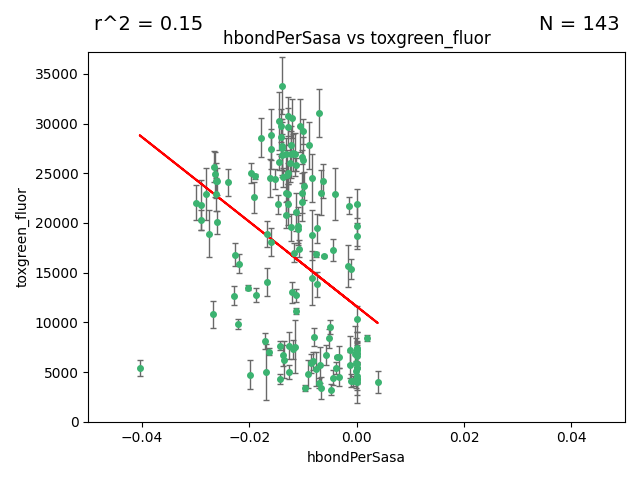 r^2 = 0.15
N = 143
hbondPerSasa vs toxgreen_fluor
35000
30000
25000
20000
15000
10000
5000
0
toxgreen_fluor
−0.04
−0.02
0.00
0.02
0.04
hbondPerSasa